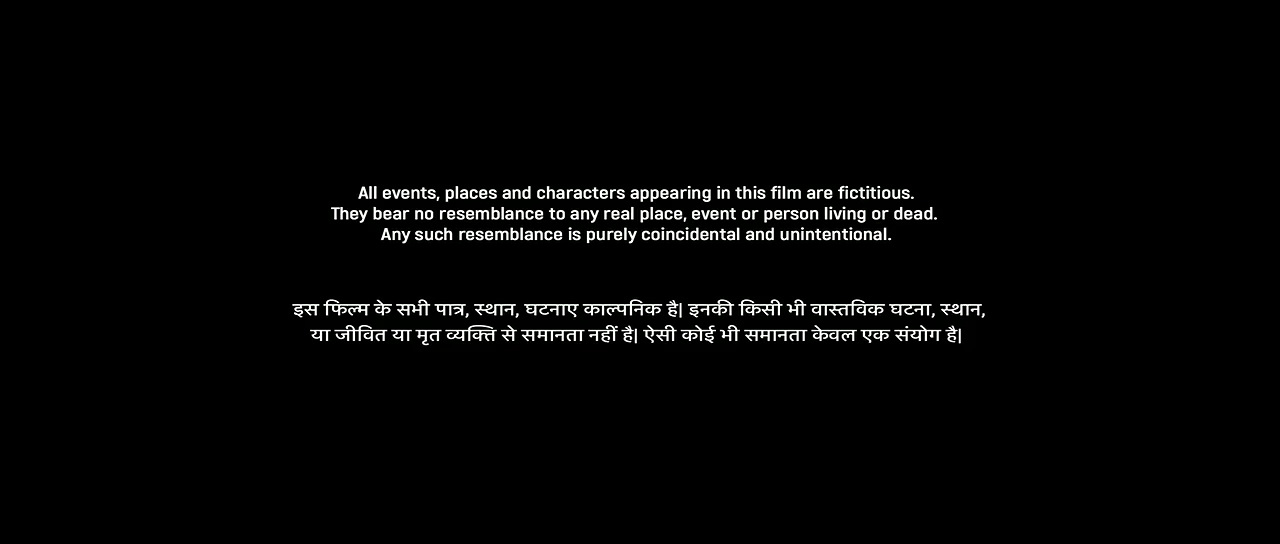 All events, places and characters appearing in this film are fictitious.
They bear no resemblance to any real place, event or person living or dead.
Any such resemblance is purely coincidental and unintentional.
इस फिल्म के सभी पात्र, स्थान, घटनाए काल्पनिक है| इनकी किसी भी वास्तविक घटना, स्थान,
या जीवित या मृत व्यक्ति से समानता नहीं है| ऐसी कोई भी समानता केवल एक संयोग है|